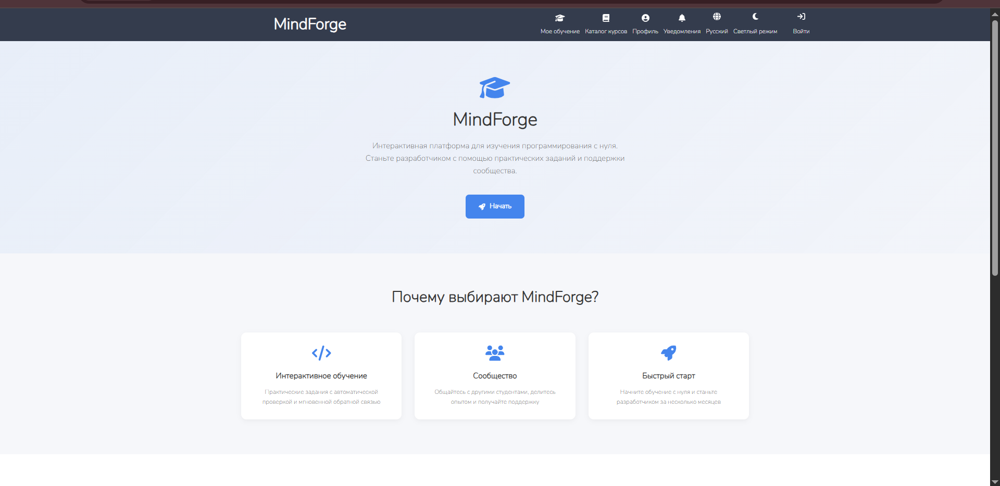 MindForge
Мое обучение
Каталог курсов
Профиль
Уведомления
Русский
Светлый режим
Войти
MindForge
Интерактивная платформа для изучения программирования с нуля.
Станьте разработчиком с помощью практических заданий и поддержки
сообщества.
Начать
Почему выбирают MindForge?
Интерактивное обучение
Практические задания с автоматической
проверкой и мгновенной обратной связью
Сообщество
Общайтесь с другими студентами, делитесь
опытом и получайте поддержку
Быстрый старт
Начните обучение с нуля и станьте
разработчиком за несколько месяцев